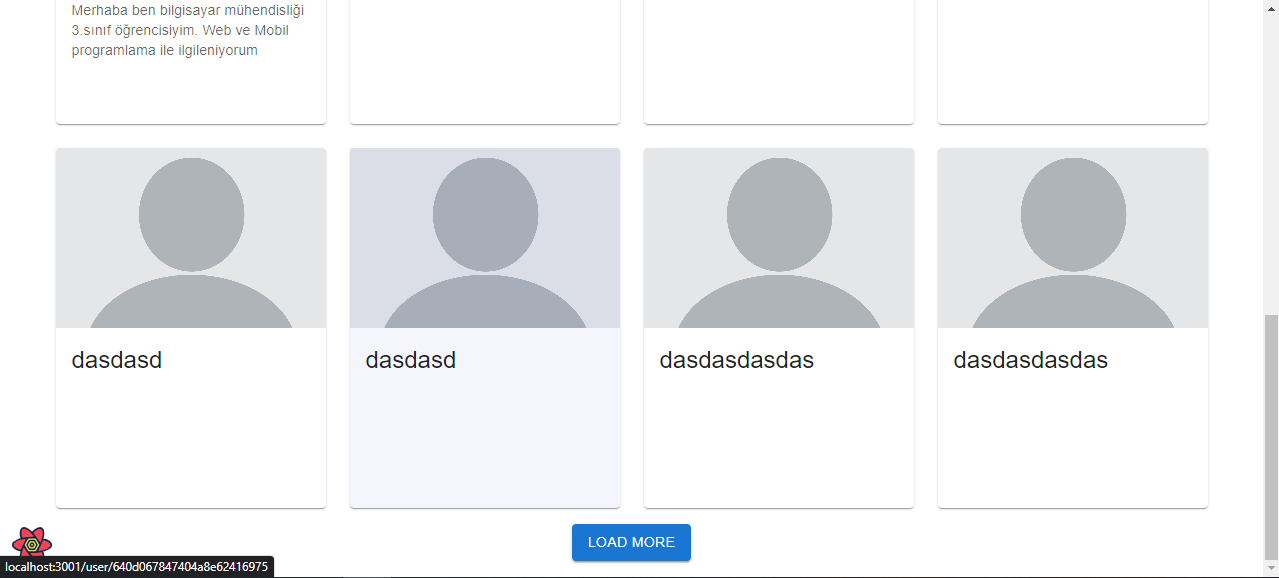 Merhaba ben bilgisayar mühendisliği
3.sınıf öğrencisiyim. Web ve Mobil
programlama ile ilgileniyorum
dasdasd
dasdasd
dasdasdasdas
dasdasdasdas
LOAD MORE
localhost:3001/user/640d067847404a8e62416975